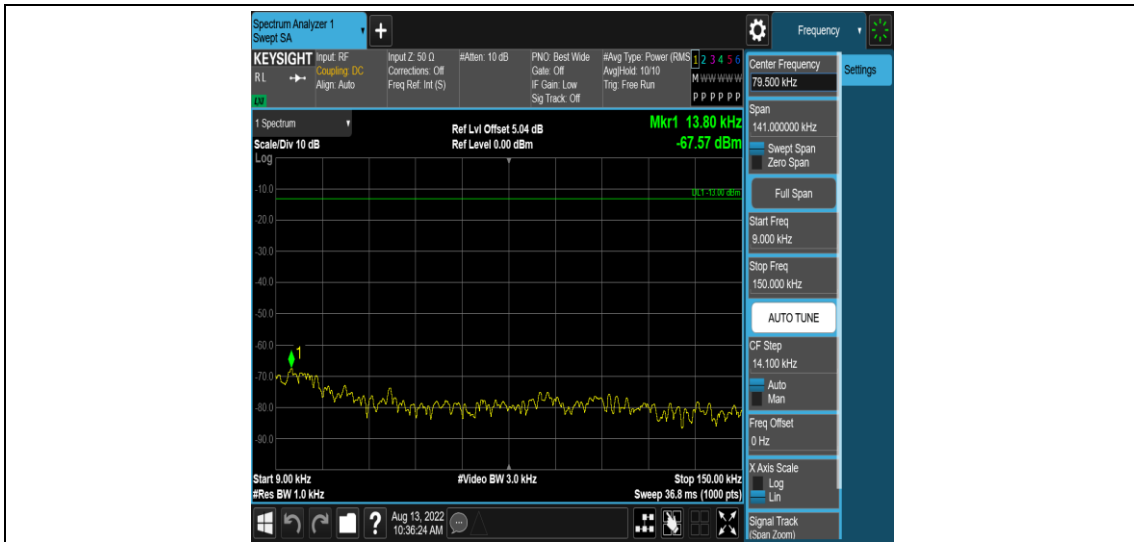 Spectrum Analyzer 1
Swept SA
Frequency
KEYSIGHT
RL
LXI
Input: RF
Coupling: DC
Align: Auto
Input Z: 50 Ω
Corrections: Off
Freq Ref: Int (S)
#Atten: 10 dB
PNO: Best Wide
Gate: Off
IF Gain: Low
Sig Track: Off
#Avg Type: Power (RMS
Avg|Hold: 10/10
Trig: Free Run
1 2 3 4 5 6
M W W W W W
P P P P P P
1 Spectrum
Scale/Div 10 dB
Log
Ref Lvl Offset 5.04 dB
Ref Level 0.00 dBm
Mkr1 13.80 kHz
-67.57 dBm
DL1 -13.00 dBm
-10.0
-20.0
-30.0
-40.0
-50.0
-60.0
-70.0
-80.0
-90.0
1
Start 9.00 kHz
#Res BW 1.0 kHz
#Video BW 3.0 kHz
Stop 150.00 kHz
Sweep 36.8 ms (1000 pts)
?
Aug 13, 2022
10:36:24 AM
Center Frequency
79.500 kHz
Settings
Span
141.000000 kHz
Swept Span
Zero Span
Full Span
Start Freq
9.000 kHz
Stop Freq
150.000 kHz
AUTO TUNE
CF Step
14.100 kHz
Auto
Man
Freq Offset
0 Hz
X Axis Scale
Log
Lin
Signal Track
(Span Zoom)